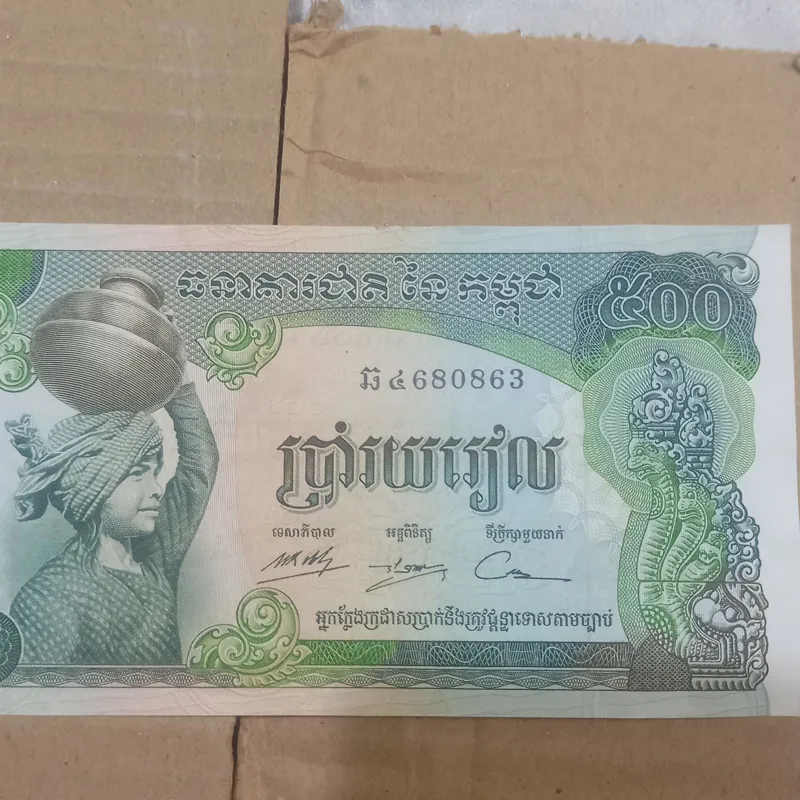 ធនាគារជាតិ នៃ កម្ពុជា
៥០០
ឆ៤ 680863
ប្រាំរយរៀល
ទេសាភិបាល អគ្គពិនិត្យ ទីប្រឹក្សាមួយនាក់
អ្នកក្លែងក្រដាសប្រាក់នឹងត្រូវផ្ដន្ទាទោសតាមច្បាប់